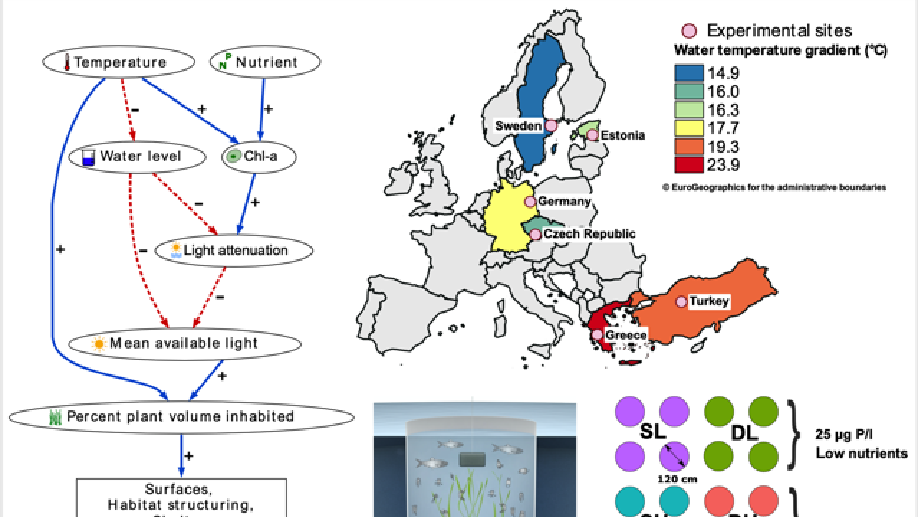 Temperature
N P Nutrient
-
+
+
Water level
Chl-a
-
+
+
-
Light attenuation
-
Mean available light
+
Percent plant volume inhabited
+
Surfaces,
Habitat structuring,
Experimental sites
Water temperature gradient (°C)
14.9
16.0
16.3
17.7
19.3
23.9
© EuroGeographics for the administrative boundaries
Sweden
Estonia
Germany
Czech Republic
Turkey
Greece
SL
DL
120 cm
25 µg P/l
Low nutrients